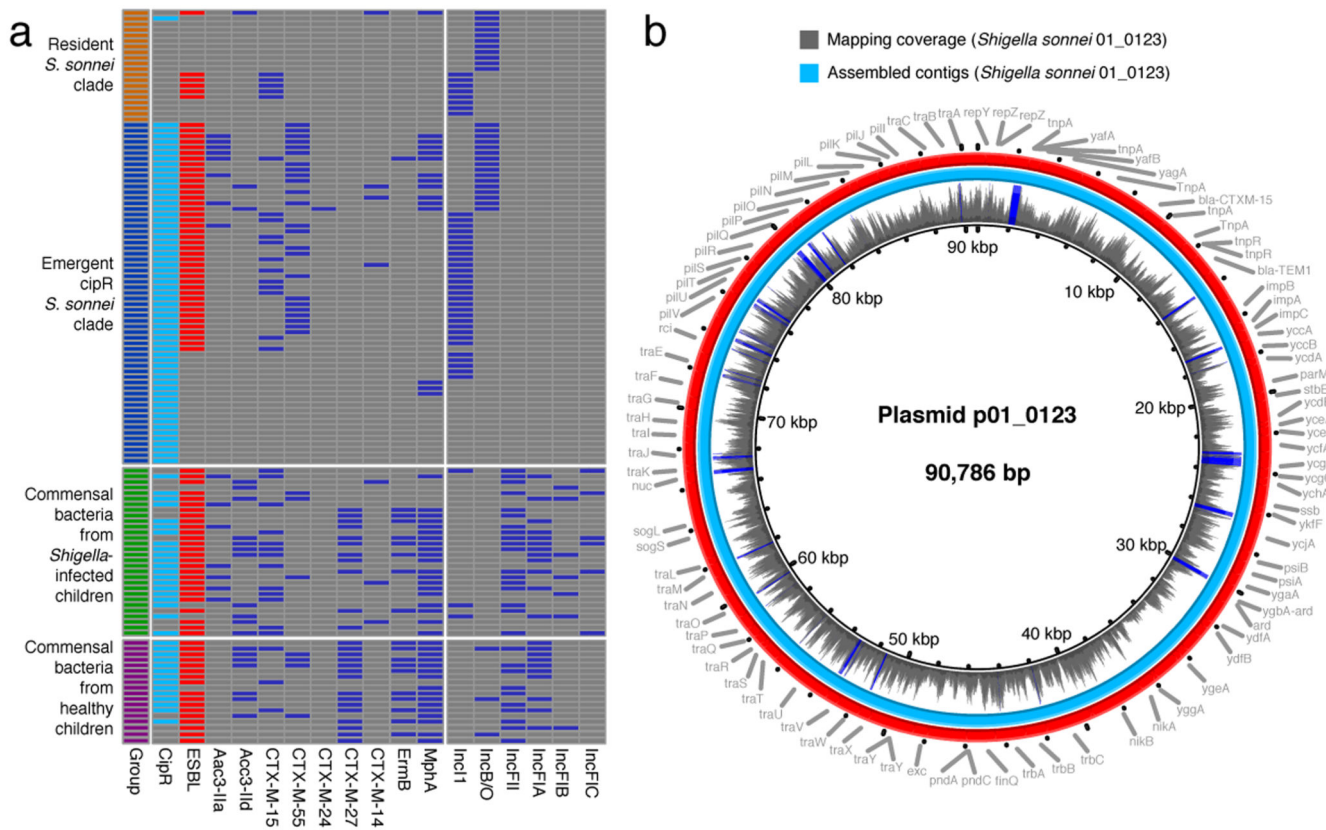 a
Resident
S. sonnei
clade
Emergent
cipR
S. sonnei
clade
Commensal
bacteria
from
Shigella-
infected
children
Commensal
bacteria
from
healthy
children
Group
CipR
ESBL
Aac3-IIa
Acc3-IId
CTX-M-15
CTX-M-55
CTX-M-24
CTX-M-27
CTX-M-14
ErmB
MphA
IncI1
IncB/O
IncFII
IncFIA
IncFIB
IncFIC
b
Mapping coverage (Shigella sonnei 01_0123)
Assembled contigs (Shigella sonnei 01_0123)
Plasmid p01_0123
90,786 bp
90 kbp
10 kbp
20 kbp
30 kbp
40 kbp
50 kbp
60 kbp
70 kbp
80 kbp
repY
repZ
repZ
tnpA
yafA
tnpA
yafB
yagA
TnpA
bla-CTXM-15
tnpA
TnpA
tnpR
tnpR
bla-TEM1
impB
impA
impC
yccA
yccB
ycdA
parM
stbB
ychA
ssb
ykfF
ycjA
psiB
psiA
ygaA
ygbA-ard
ard
ydfA
ydfB
ygeA
yggA
nikA
nikB
trbC
trbB
trbA
finQ
pndC
pndA
exc
traY
traY
traX
traW
traV
traU
traT
traS
traR
traQ
traP
traO
traN
traM
traL
sogS
sogL
nuc
traK
traJ
traI
traH
traG
traF
traE
rci
pilV
pilU
pilT
pilS
pilR
pilQ
pilP
pilO
pilN
pilM
pilL
pilK
pilJ
pilI
traC
traB
traA